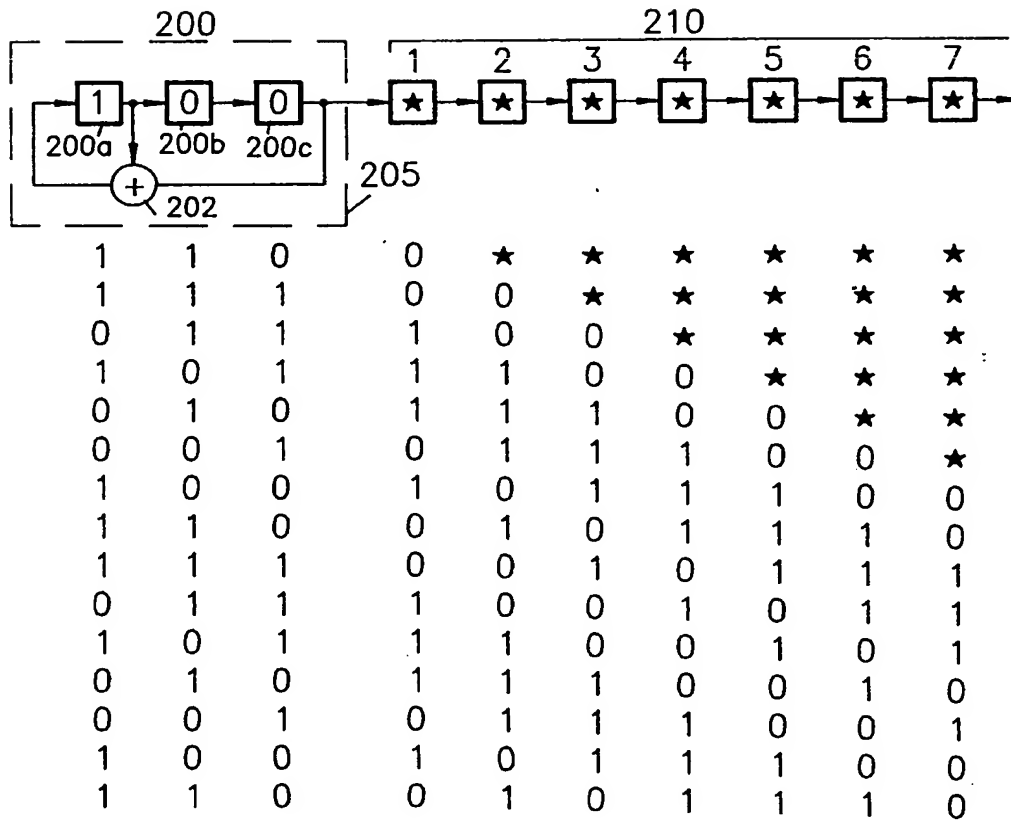 200 210
1 2 3 4 5 6 7
1 0 0 ★ ★ ★ ★ ★ ★ ★
200a 200b 200c
+ 205
202
1 1 0 0 ★ ★ ★ ★ ★ ★
1 1 1 0 0 ★ ★ ★ ★ ★
0 1 1 1 0 0 ★ ★ ★ ★
1 0 1 1 1 0 0 ★ ★ ★
0 1 0 1 1 1 0 0 ★ ★
0 0 1 0 1 1 1 0 0 ★
1 0 0 1 0 1 1 1 0 0
1 1 0 0 1 0 1 1 1 0
1 1 1 0 0 1 0 1 1 1
0 1 1 1 0 0 1 0 1 1
1 0 1 1 1 0 0 1 0 1
0 1 0 1 1 1 0 0 1 0
0 0 1 0 1 1 1 0 0 1
1 0 0 1 0 1 1 1 0 0
1 1 0 0 1 0 1 1 1 0